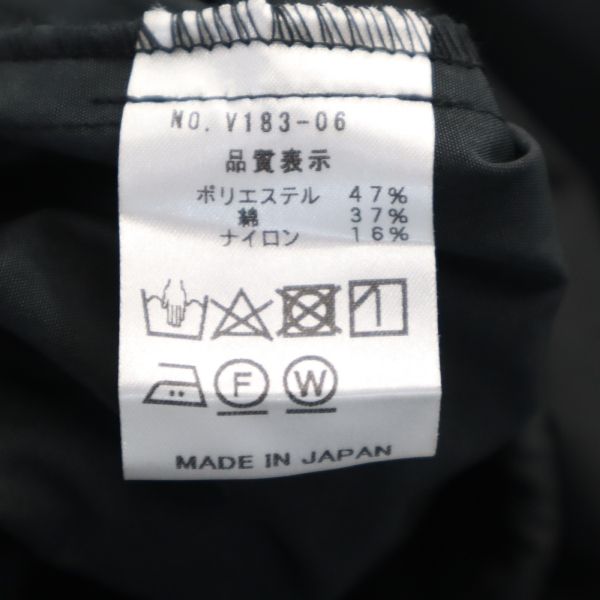 NO. V183-06
品質表示
ポリエステル 47%
綿 37%
ナイロン 16%
F W
MADE IN JAPAN